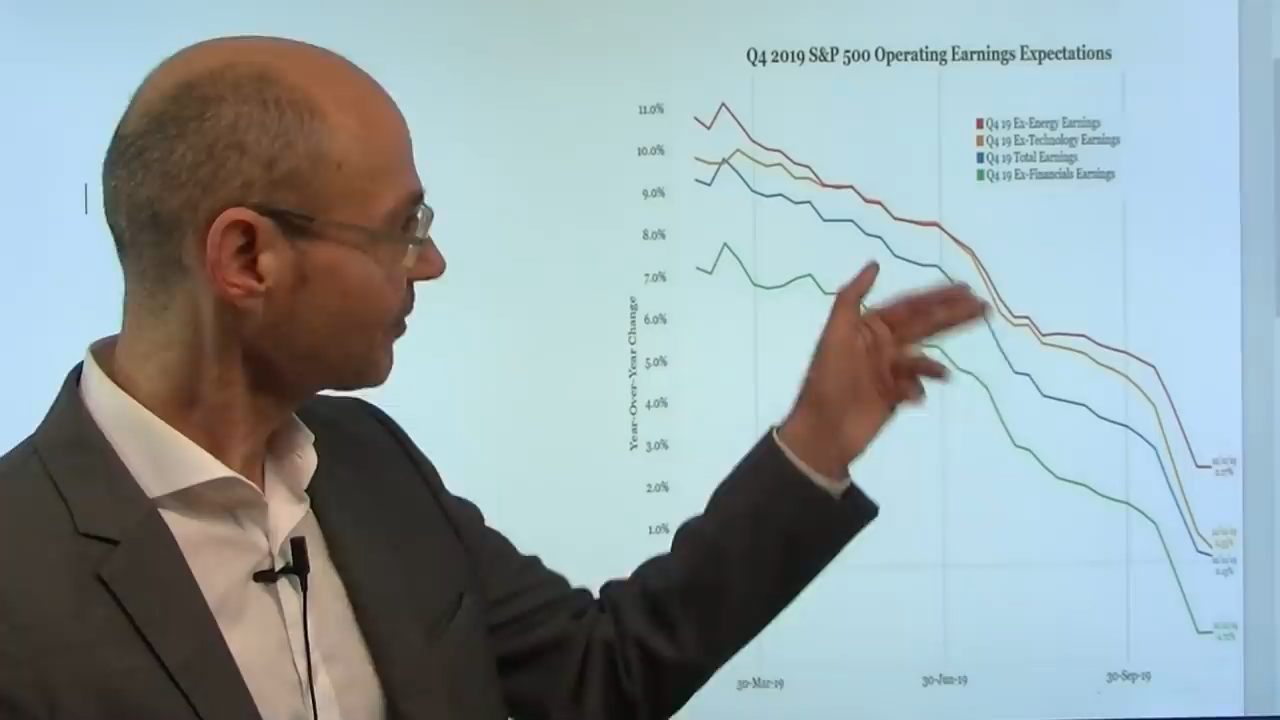 Q4 2019 S&P 500 Operating Earnings Expectations
11.0%
10.0%
9.0%
8.0%
7.0%
6.0%
5.0%
4.0%
3.0%
2.0%
1.0%
Year-Over-Year Change
Q4 19 Ex-Energy Earnings
Q4 19 Ex-Technology Earnings
Q4 19 Total Earnings
Q4 19 Ex-Financials Earnings
30-Mar-19
30-Jun-19
30-Sep-19